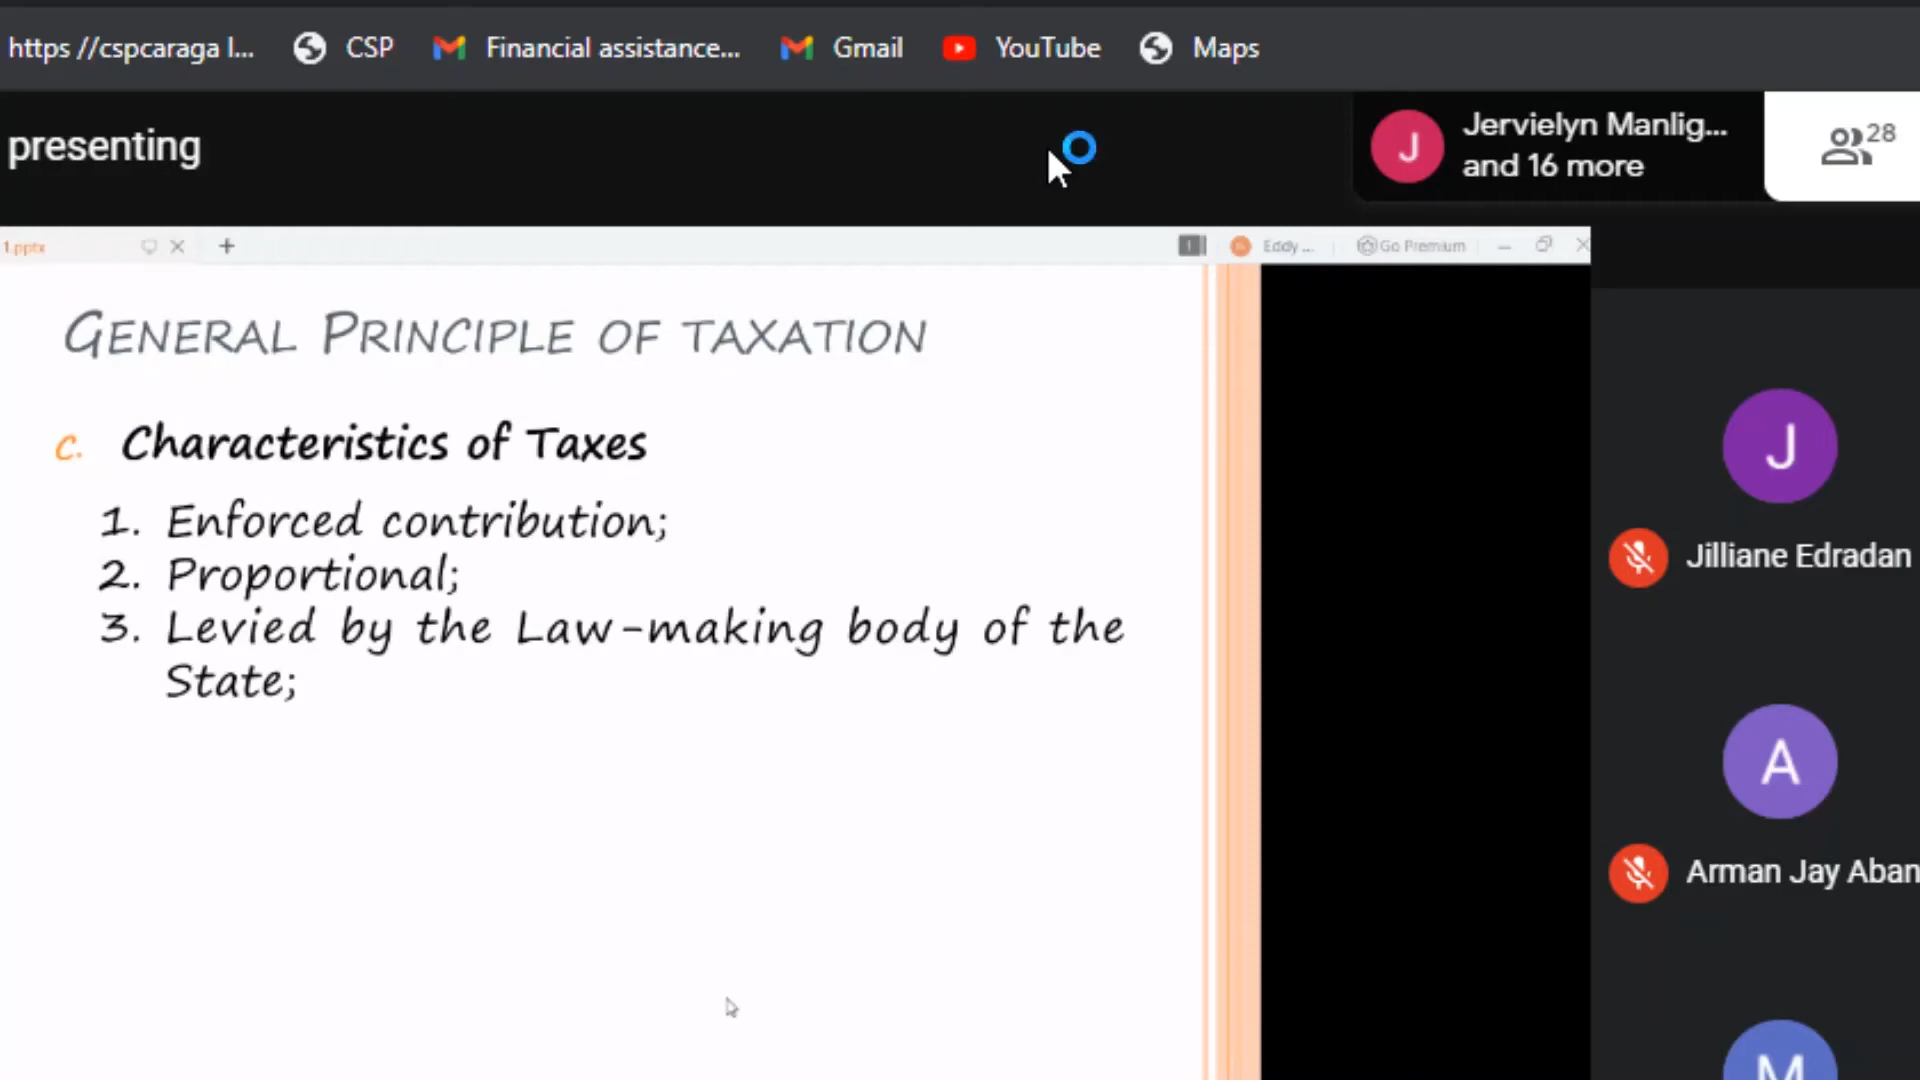 https //cspcaraga l... CSP Financial assistance... Gmail YouTube Maps
presenting
Jervielyn Manlig...
and 16 more
J
28
1.pptx
1
Eddy ...
Go Premium
GENERAL PRINCIPLE OF TAXATION
c. Characteristics of Taxes
1. Enforced contribution;
2. Proportional;
3. Levied by the Law-making body of the
State;
J
Jilliane Edradan
A
Arman Jay Aban
M